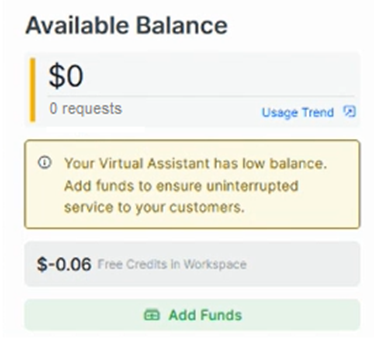 Available Balance
$0
0 requests
Usage Trend
Your Virtual Assistant has low balance.
Add funds to ensure uninterrupted
service to your customers.
$-0.06 Free Credits in Workspace
Add Funds